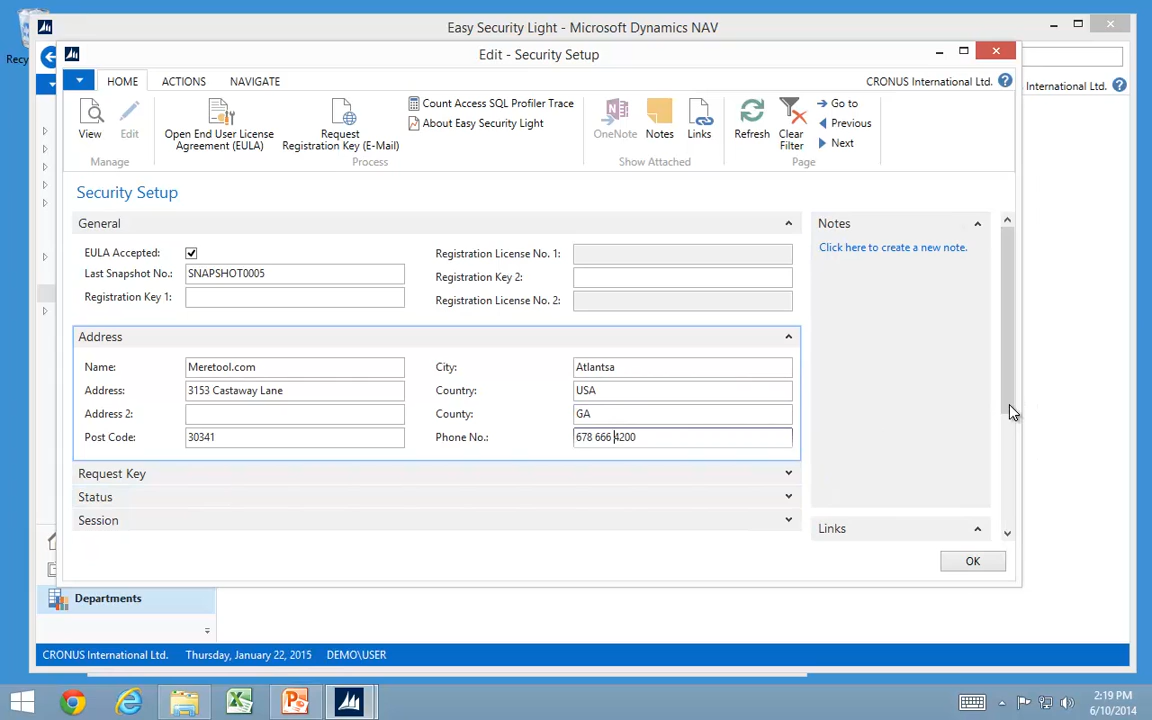 Easy Security Light - Microsoft Dynamics NAV
Recy
Edit - Security Setup
HOME ACTIONS NAVIGATE
CRONUS International Ltd.
International Ltd.
View
Edit
Manage
Open End User License
Agreement (EULA)
Request
Registration Key (E-Mail)
Count Access SQL Profiler Trace
About Easy Security Light
Process
OneNote
Notes
Links
Show Attached
Refresh
Clear
Filter
Go to
Previous
Next
Page
Security Setup
General
EULA Accepted:
Last Snapshot No.: SNAPSHOT0005
Registration Key 1:
Registration License No. 1:
Registration Key 2:
Registration License No. 2:
Address
Name: Meretool.com
Address: 3153 Castaway Lane
Address 2:
Post Code: 30341
City: Atlantsa
Country: USA
County: GA
Phone No.: 678 666 4200
Request Key
Status
Session
Notes
Click here to create a new note.
Links
OK
Departments
CRONUS International Ltd. Thursday, January 22, 2015 DEMO\USER
2:19 PM
6/10/2014